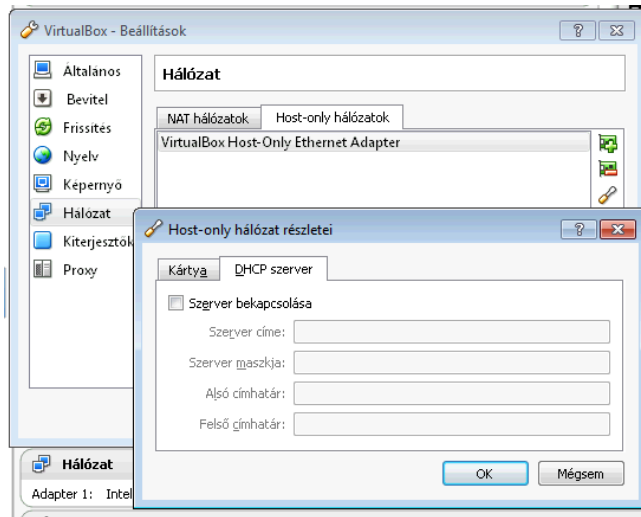 VirtualBox - Beállítások
Általános
Bevitel
Frissítés
Nyelv
Képernyő
Hálózat
Kiterjesztők
Proxy
Hálózat
NAT hálózatok
Host-only hálózatok
VirtualBox Host-Only Ethernet Adapter
Host-only hálózat részletei
Kártya
DHCP szerver
Szerver bekapcsolása
Szerver címe:
Szerver maszkja:
Alsó címhatár:
Felső címhatár:
OK
Mégsem
Hálózat
Adapter 1: Intel